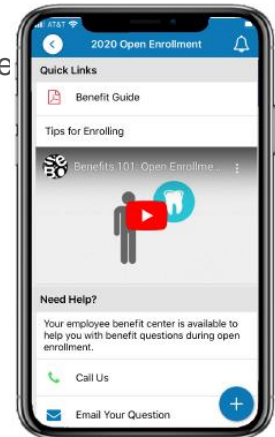 AT&T
2020 Open Enrollment
Quick Links
Benefit Guide
Tips for Enrolling
Benefits 101: Open Enrollme...
Need Help?
Your employee benefit center is available to
help you with benefit questions during open
enrollment.
Call Us
Email Your Question